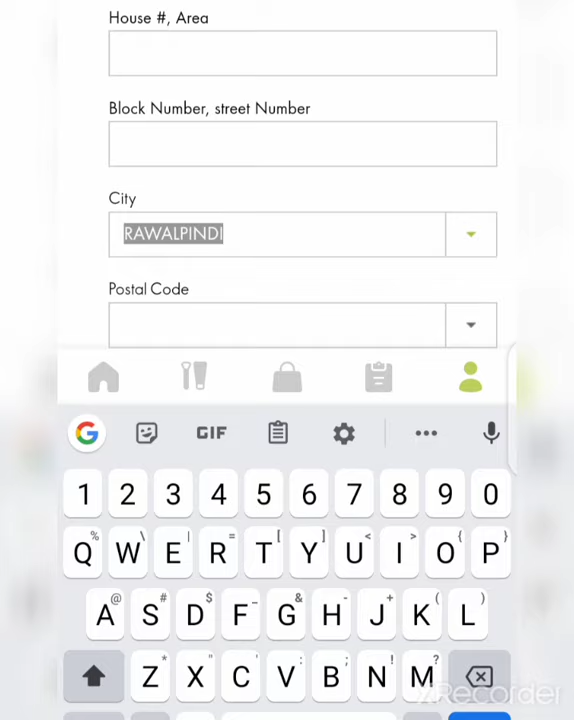 House #, Area
Block Number, street Number
City
RAWALPINDI
Postal Code
GIF
1 2 3 4 5 6 7 8 9 0
% \ | = [ ] < > { }
Q W E R T Y U I O P
@ # $ _ & - + ( )
A S D F G H J K L
* " ' : ; ! ?
Z X C V B N M
XRecorder